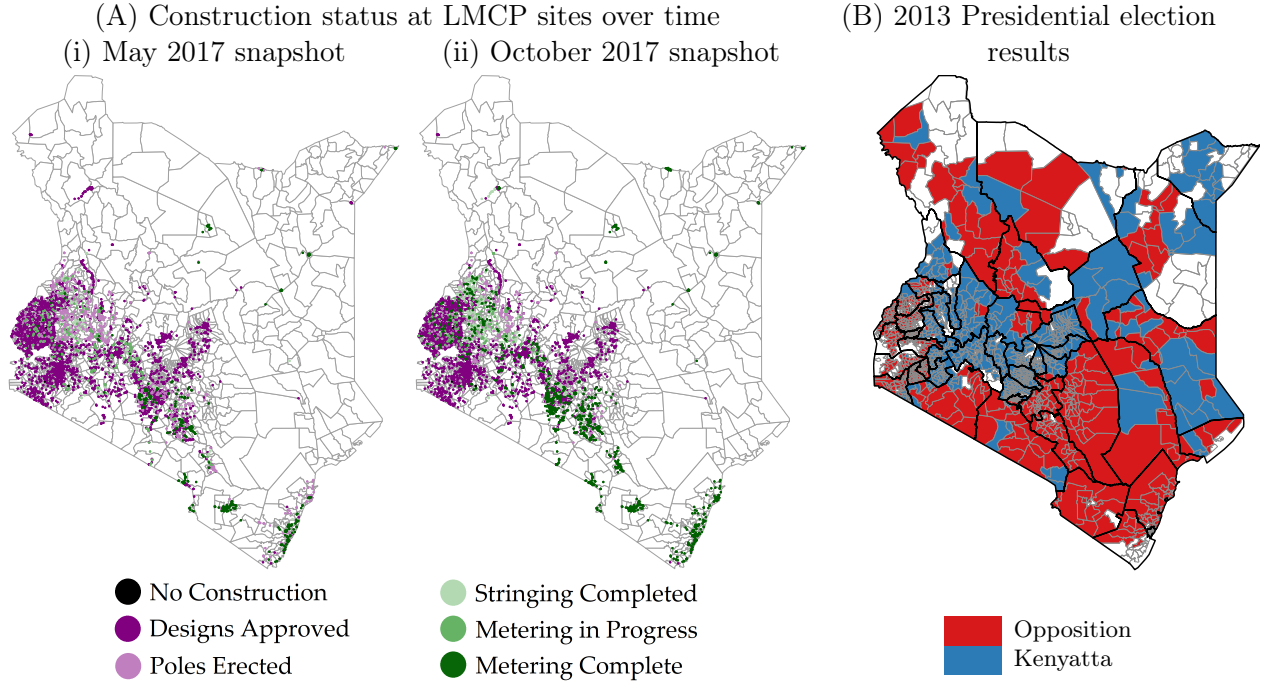 (A) Construction status at LMCP sites over time
(i) May 2017 snapshot
(ii) October 2017 snapshot
(B) 2013 Presidential election
results
No Construction
Designs Approved
Poles Erected
Stringing Completed
Metering in Progress
Metering Complete
Opposition
Kenyatta